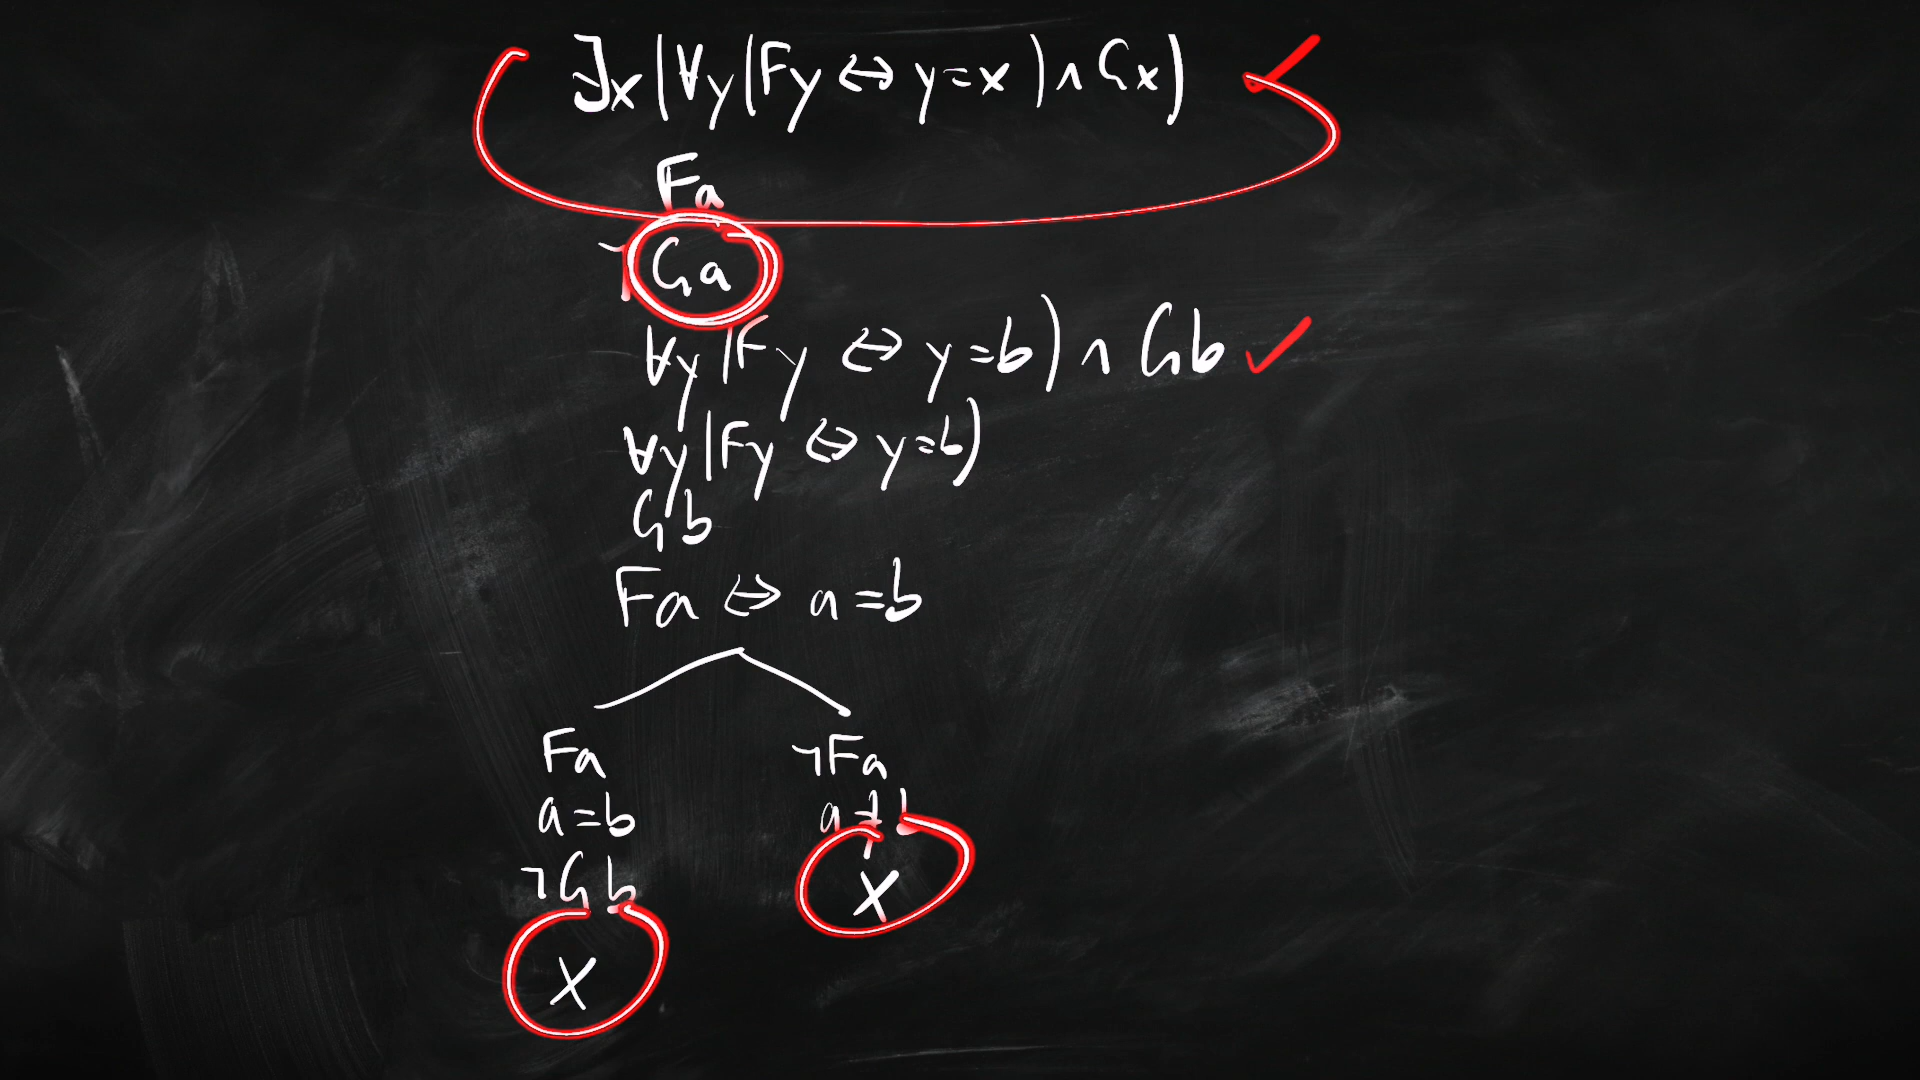 ∃x(∀y(Fy ⇔ y=x) ∧ Gx)
Fa
¬Ga
∀y(Fy ⇔ y=b) ∧ Gb
∀y(Fy ⇔ y=b)
Gb
Fa ⇔ a=b
Fa ¬Fa
a=b a≠b
¬Gb X
X